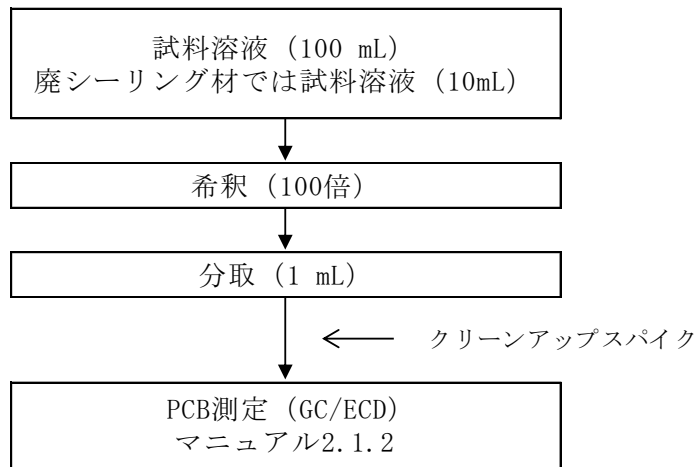 試料溶液 (100 mL)
廃シーリング材では試料溶液 (10mL)
希釈 (100倍)
分取 (1 mL)
クリーンアップスパイク
PCB測定 (GC/ECD)
マニュアル2.1.2